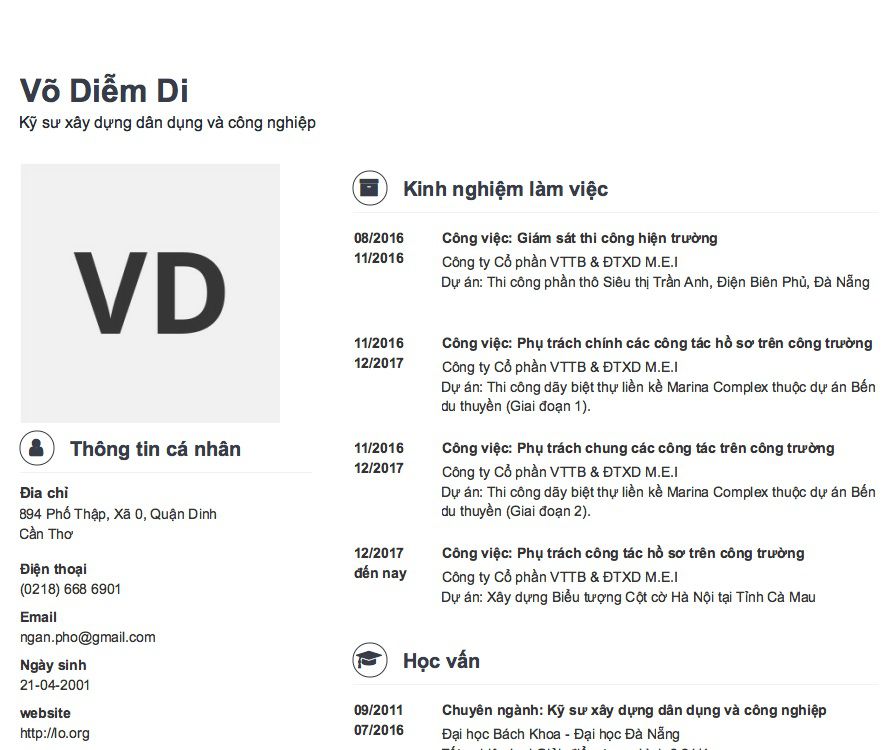 Võ Diễm Di
Kỹ sư xây dựng dân dụng và công nghiệp
VD
Thông tin cá nhân
Đia chỉ
894 Phố Thập, Xã 0, Quận Dinh
Cần Thơ
Điện thoại
(0218) 668 6901
Email
ngan.pho@gmail.com
Ngày sinh
21-04-2001
website
http://lo.org
Kinh nghiệm làm việc
08/2016
11/2016
Công việc: Giám sát thi công hiện trường
Công ty Cổ phần VTTB & ĐTXD M.E.I
Dự án: Thi công phần thô Siêu thị Trần Anh, Điện Biên Phủ, Đà Nẵng
11/2016
12/2017
Công việc: Phụ trách chính các công tác hồ sơ trên công trường
Công ty Cổ phần VTTB & ĐTXD M.E.I
Dự án: Thi công dãy biệt thự liền kề Marina Complex thuộc dự án Bến
du thuyền (Giai đoạn 1).
11/2016
12/2017
Công việc: Phụ trách chung các công tác trên công trường
Công ty Cổ phần VTTB & ĐTXD M.E.I
Dự án: Thi công dãy biệt thự liền kề Marina Complex thuộc dự án Bến
du thuyền (Giai đoạn 2).
12/2017
đến nay
Công việc: Phụ trách công tác hồ sơ trên công trường
Công ty Cổ phần VTTB & ĐTXD M.E.I
Dự án: Xây dựng Biểu tượng Cột cờ Hà Nội tại Tỉnh Cà Mau
Học vấn
09/2011
07/2016
Chuyên ngành: Kỹ sư xây dựng dân dụng và công nghiệp
Đại học Bách Khoa - Đại học Đà Nẵng